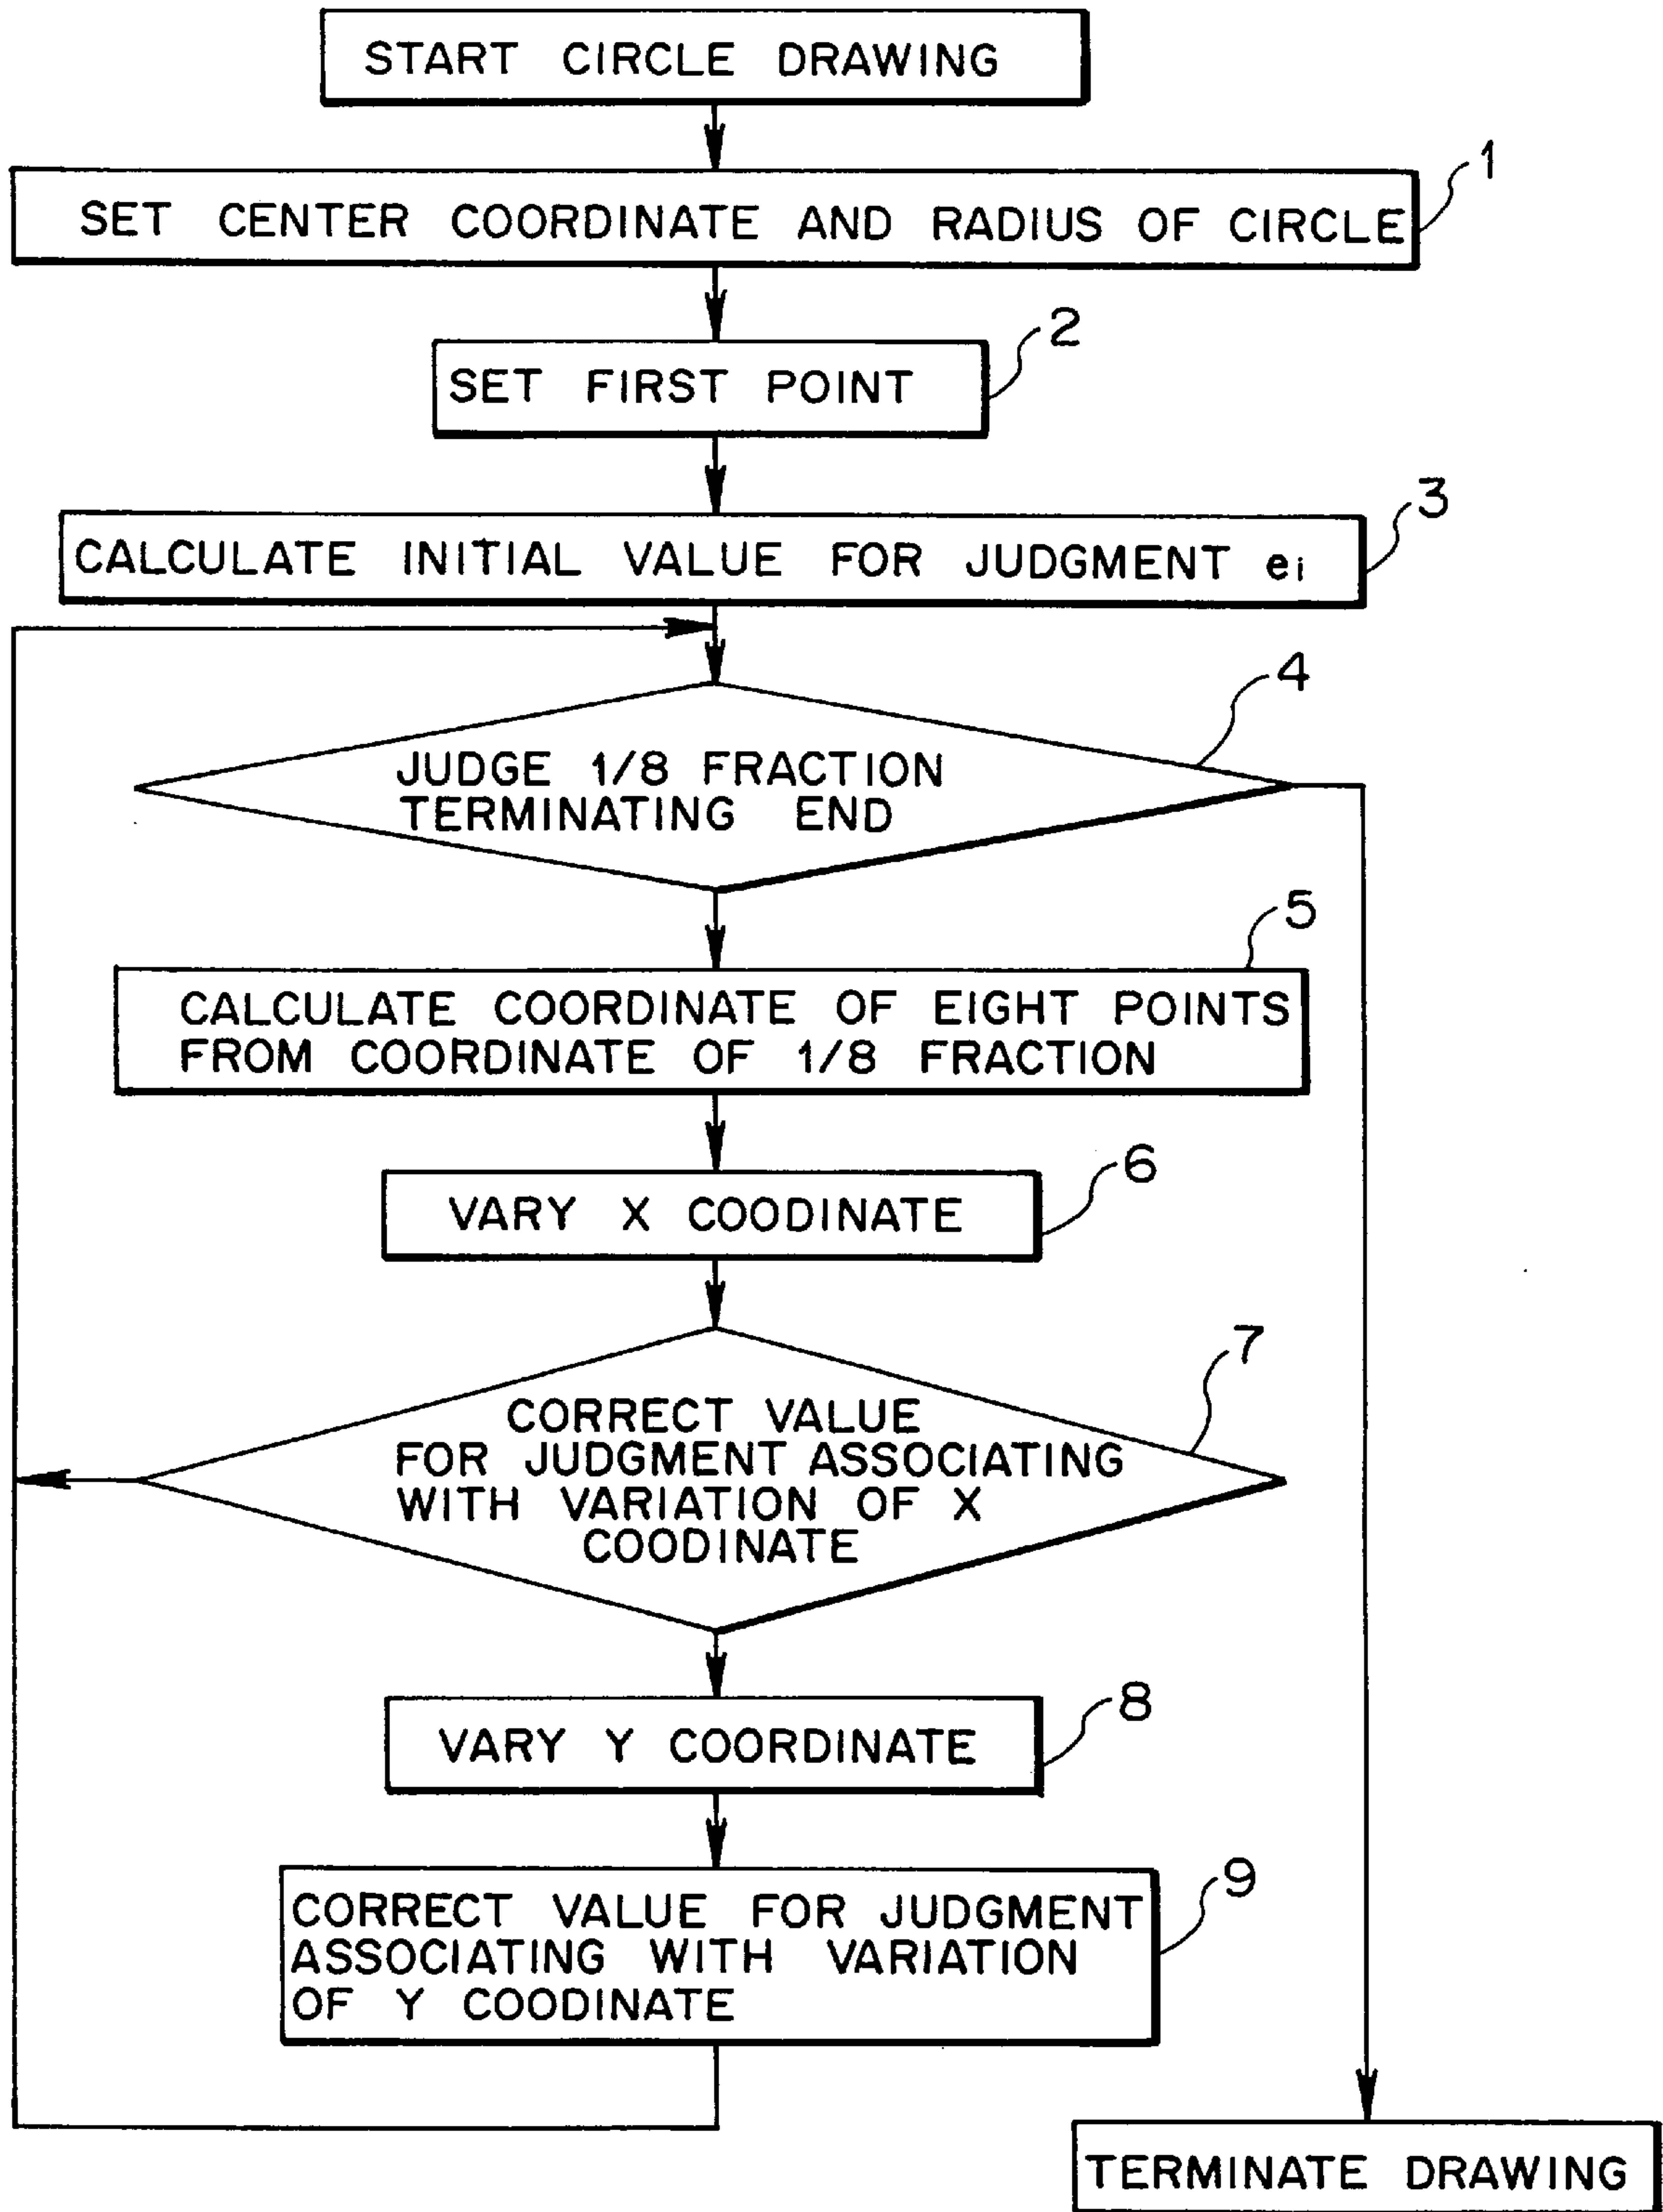 START CIRCLE DRAWING
1
SET CENTER COORDINATE AND RADIUS OF CIRCLE
2
SET FIRST POINT
3
CALCULATE INITIAL VALUE FOR JUDGMENT ei
4
JUDGE 1/8 FRACTION
TERMINATING END
5
CALCULATE COORDINATE OF EIGHT POINTS
FROM COORDINATE OF 1/8 FRACTION
6
VARY X COODINATE
7
CORRECT VALUE
FOR JUDGMENT ASSOCIATING
WITH VARIATION OF X
COODINATE
8
VARY Y COORDINATE
9
CORRECT VALUE FOR JUDGMENT
ASSOCIATING WITH VARIATION
OF Y COODINATE
TERMINATE DRAWING